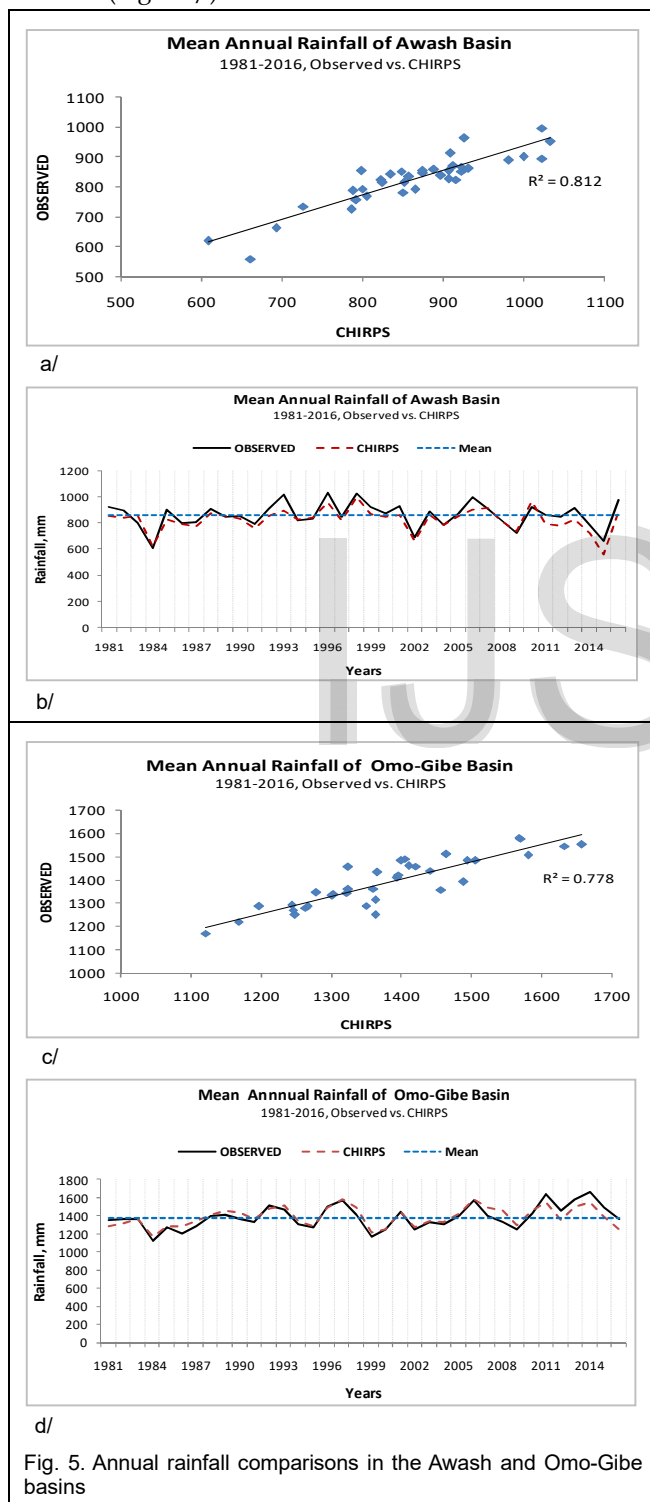 Mean Annual Rainfall of Awash Basin
1981-2016, Observed vs. CHIRPS
OBSERVED
1100
1000
900
800
700
600
500
R² = 0.812
500 600 700 800 900 1000 1100
CHIRPS
a/
Mean Annual Rainfall of Awash Basin
1981-2016, Observed vs. CHIRPS
OBSERVED CHIRPS Mean
Rainfall, mm
1200
1000
800
600
400
200
0
1981 1984 1987 1990 1993 1996 1999 2002 2005 2008 2011 2014
Years
b/
IJS
Mean Annual Rainfall of Omo-Gibe Basin
1981-2016, Observed vs. CHIRPS
OBSERVED
1700
1600
1500
1400
1300
1200
1100
1000
R² = 0.778
1000 1100 1200 1300 1400 1500 1600 1700
CHIRPS
c/
Mean Annnual Rainfall of Omo-Gibe Basin
1981-2016, Observed vs. CHIRPS
OBSERVED CHIRPS Mean
Rainfall, mm
1800
1600
1400
1200
1000
800
600
400
200
0
1981 1984 1987 1990 1993 1996 1999 2002 2005 2008 2011 2014
Years
d/
Fig. 5. Annual rainfall comparisons in the Awash and Omo-Gibe
basins